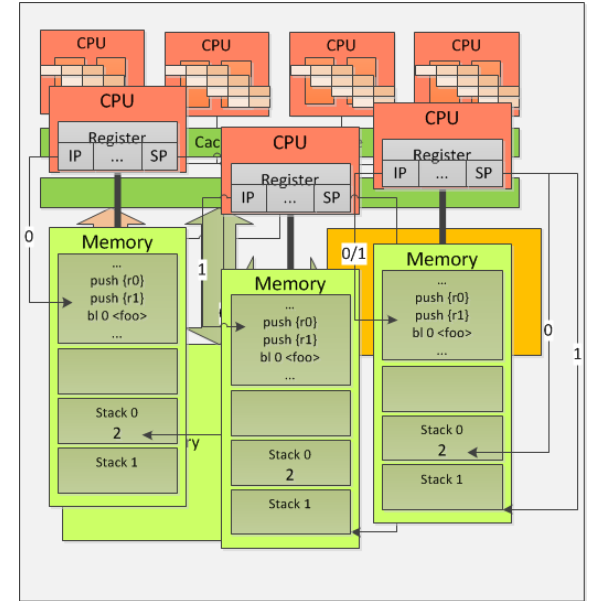 CPU
CPU
CPU
CPU
CPU
Register
IP
...
SP
Cac
CPU
Register
IP
...
SP
CPU
Register
IP
...
SP
0
1
0/1
0
1
Memory
...
push {r0}
push {r1}
bl 0 <foo>
...
Stack 0
2
Stack 1
ry
Memory
...
push {r0}
push {r1}
bl 0 <foo>
...
Stack 0
2
Stack 1
Memory
...
push {r0}
push {r1}
bl 0 <foo>
...
Stack 0
2
Stack 1